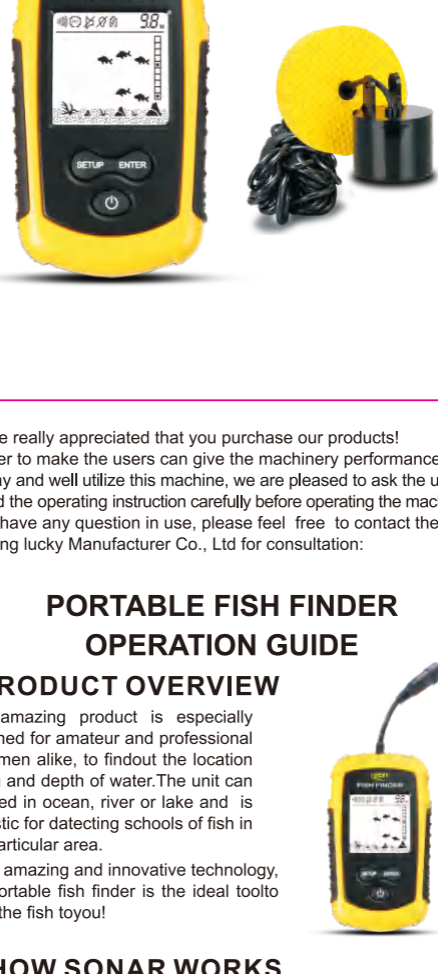 9.8
SETUP ENTER
e really appreciated that you purchase our products!
er to make the users can give the machinery performance
ay and well utilize this machine, we are pleased to ask the u
d the operating instruction carefully before operating the mach
have any question in use, please feel free to contact the
ng lucky Manufacturer Co., Ltd for consultation:
PORTABLE FISH FINDER
OPERATION GUIDE
RODUCT OVERVIEW
amazing product is especially
ned for amateur and professional
men alike, to findout the location
and depth of water.The unit can
ed in ocean, river or lake and is
stic for datecting schools of fish in
articular area.
amazing and innovative technology,
ortable fish finder is the ideal toolto
the fish toyou!
LUCKY
FISH FINDER
98
SETUP ENTER
HOW SONAR WORKS